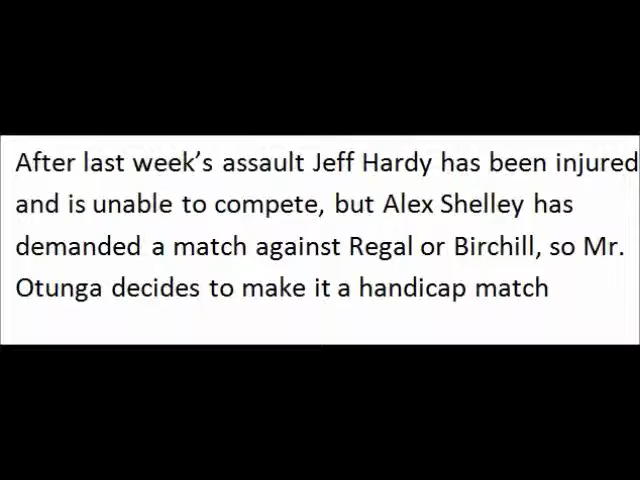 After last week’s assault Jeff Hardy has been injured
and is unable to compete, but Alex Shelley has
demanded a match against Regal or Birchill, so Mr.
Otunga decides to make it a handicap match